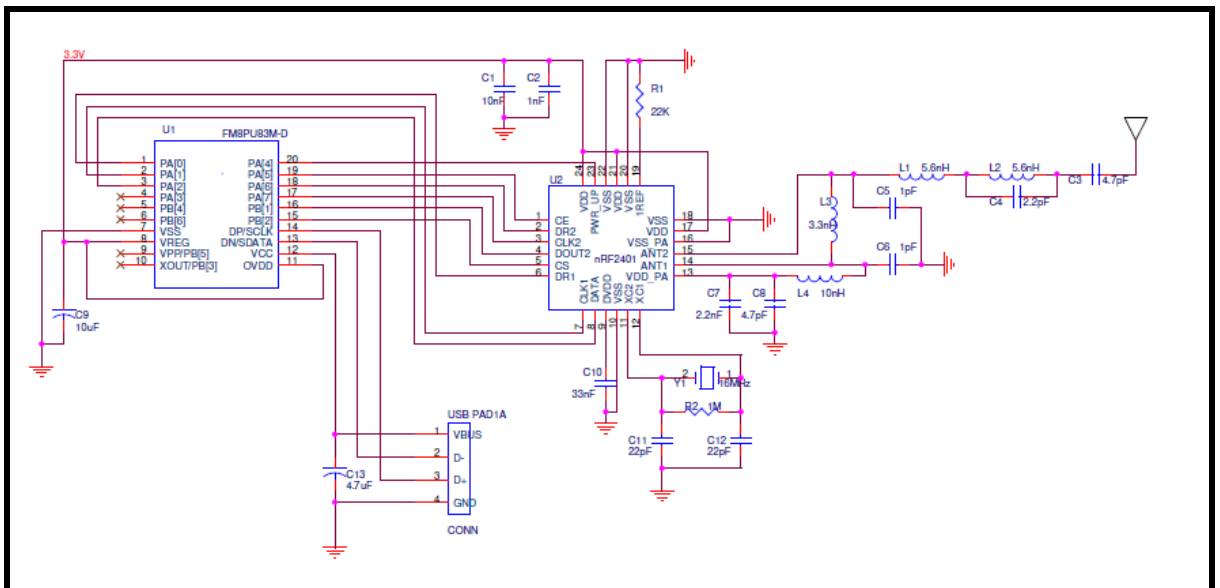 3.3V
C1
10nF
C2
1nF
R1
22K
U1
FM8PU83M-D
1 PA[0] PA[4] 20
2 PA[1] PA[5] 19
3 PA[2] PA[6] 18
4 PA[3] PA[7] 17
5 PB[4] PB[1] 16
6 PB[6] PB[2] 15
7 VSS DP/SCLK 14
8 VREG DN/SDATA 13
9 VPP/PB[5] VCC 12
10 XOUT/PB[3] OVDD 11
C9
10uF
U2
nRF2401
24 23 22 21 20 19
VDD PWR_UP VSS VDD VSS 1REF
1 CE
2 DR2
3 CLK2
4 DOUT2
5 CS
6 DR1
VSS 18
VDD 17
VSS_PA 16
ANT2 15
ANT1 14
VDD_PA 13
CLK1 DATA DVDD VSS XC2 XC1
7 8 9 10 11 12
L1 5.6nH
L2 5.6nH
C3 4.7pF
C4 2.2pF
C5 1pF
L3
3.3nH
C6 1pF
L4 10nH
C7
2.2nF
C8
4.7pF
C10
33nF
2 1
Y1 16MHz
R2 1M
C11
22pF
C12
22pF
USB PAD1A
1 VBUS
2 D-
3 D+
4 GND
CONN
C13
4.7uF